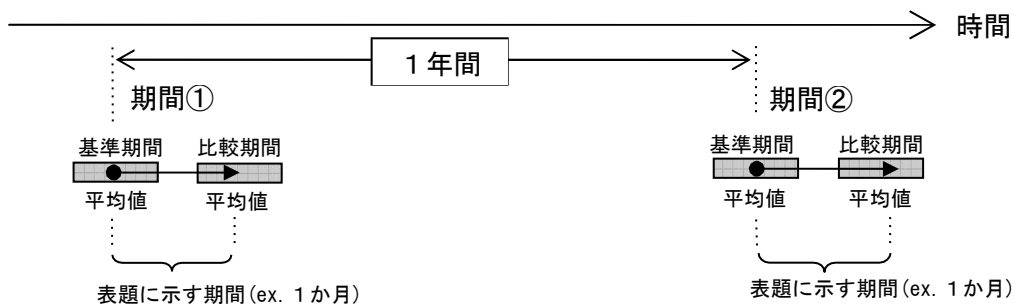 時間
1年間
期間①
期間②
基準期間 比較期間
基準期間 比較期間
平均値 平均値
平均値 平均値
表題に示す期間(ex. 1か月)
表題に示す期間(ex. 1か月)